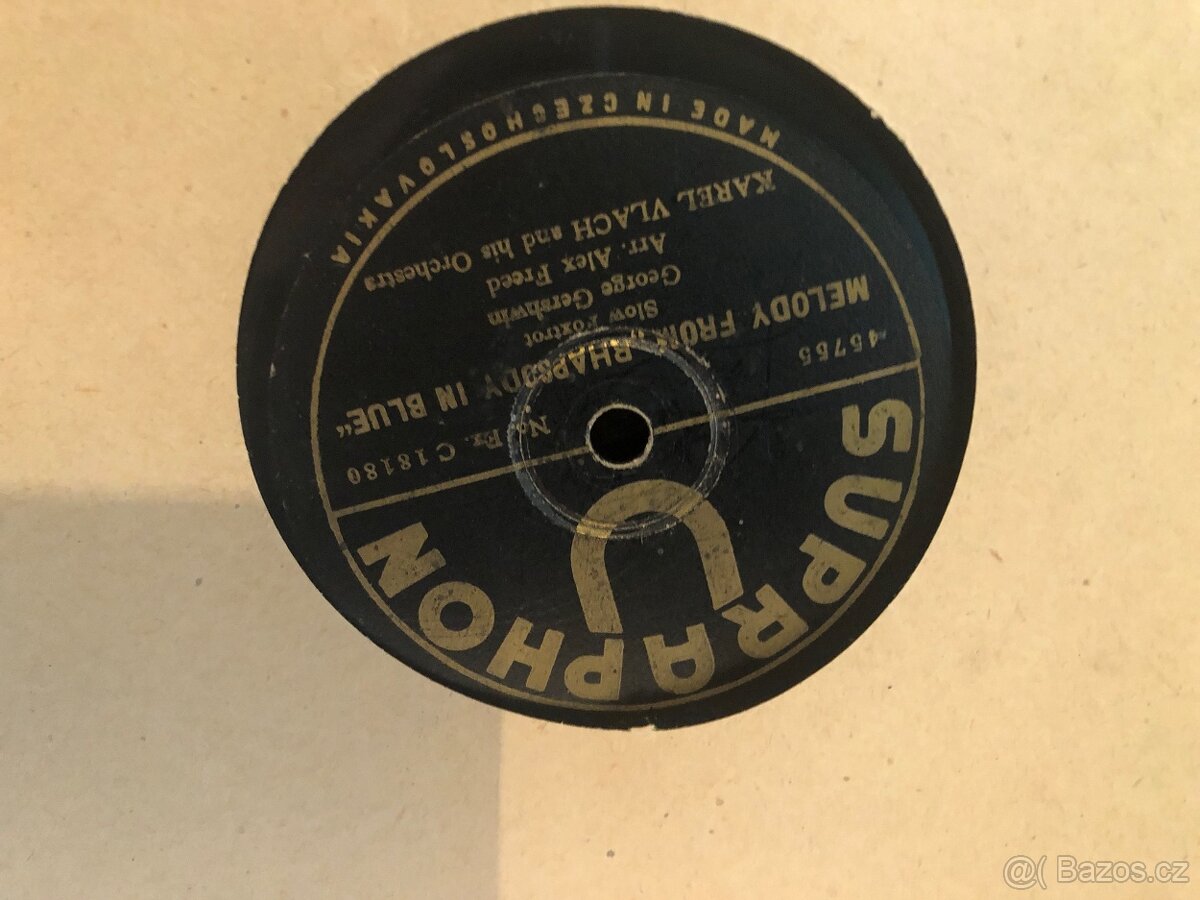 SUPRAPHON
45755 No Ex. C 18180
MELODY FROM „RHAPSODY IN BLUE“
Slow Foxtrot
George Gershwin
Arr. Alex Freed
KAREL VLACH and his Orchestra
MADE IN CZECHOSLOVAKIA
@( Bazos.cz